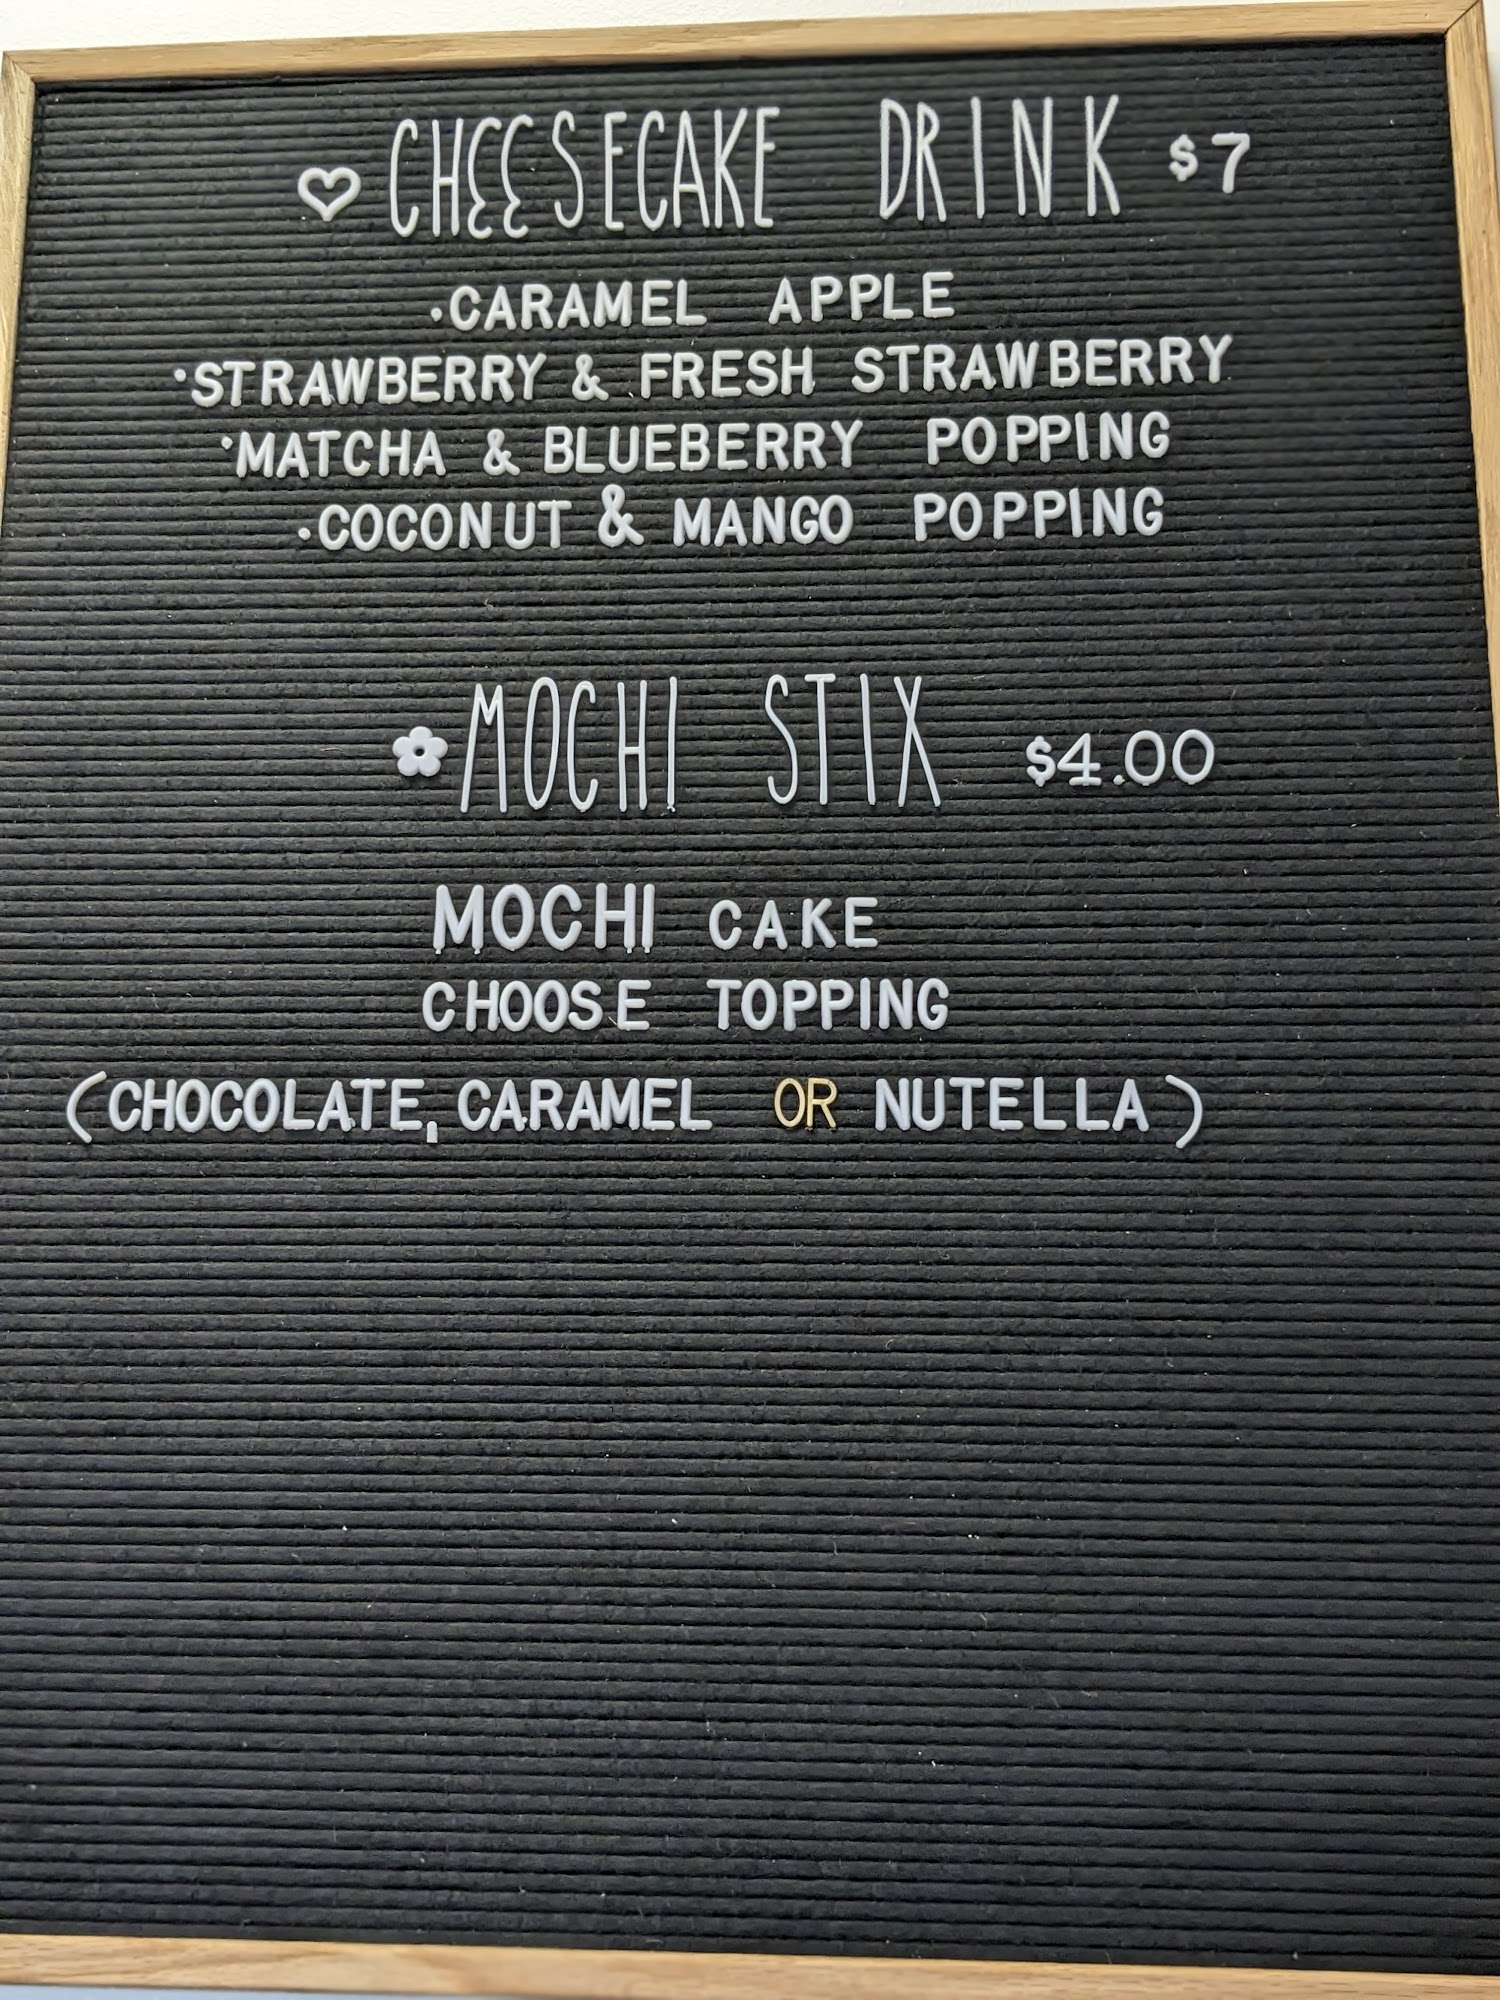 ♡ CHEESECAKE DRINK $7
·CARAMEL APPLE
·STRAWBERRY & FRESH STRAWBERRY
·MATCHA & BLUEBERRY POPPING
·COCONUT & MANGO POPPING
MOCHI STIX $4.00
MOCHI CAKE
CHOOSE TOPPING
(CHOCOLATE, CARAMEL OR NUTELLA)